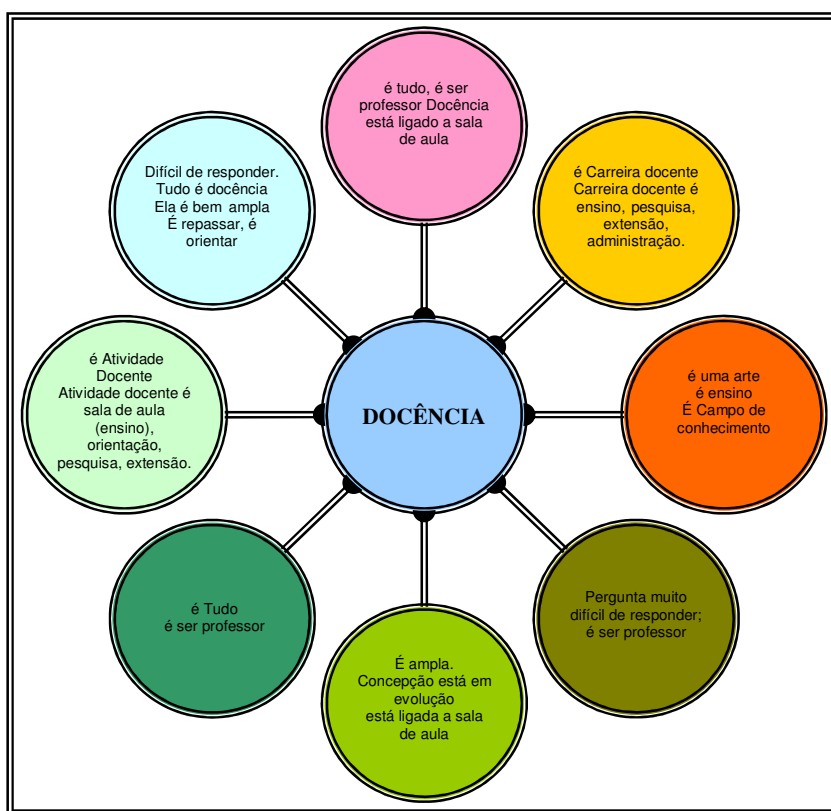 é tudo, é ser
professor Docência
está ligado a sala
de aula
é Carreira docente
Carreira docente é
ensino, pesquisa,
extensão,
administração.
é uma arte
é ensino
É Campo de
conhecimento
Pergunta muito
difícil de responder;
é ser professor
É ampla.
Concepção está em
evolução
está ligada a sala
de aula
é Tudo
é ser professor
é Atividade
Docente
Atividade docente é
sala de aula
(ensino),
orientação,
pesquisa, extensão.
Difícil de responder.
Tudo é docência
Ela é bem ampla
É repassar, é
orientar
DOCÊNCIA